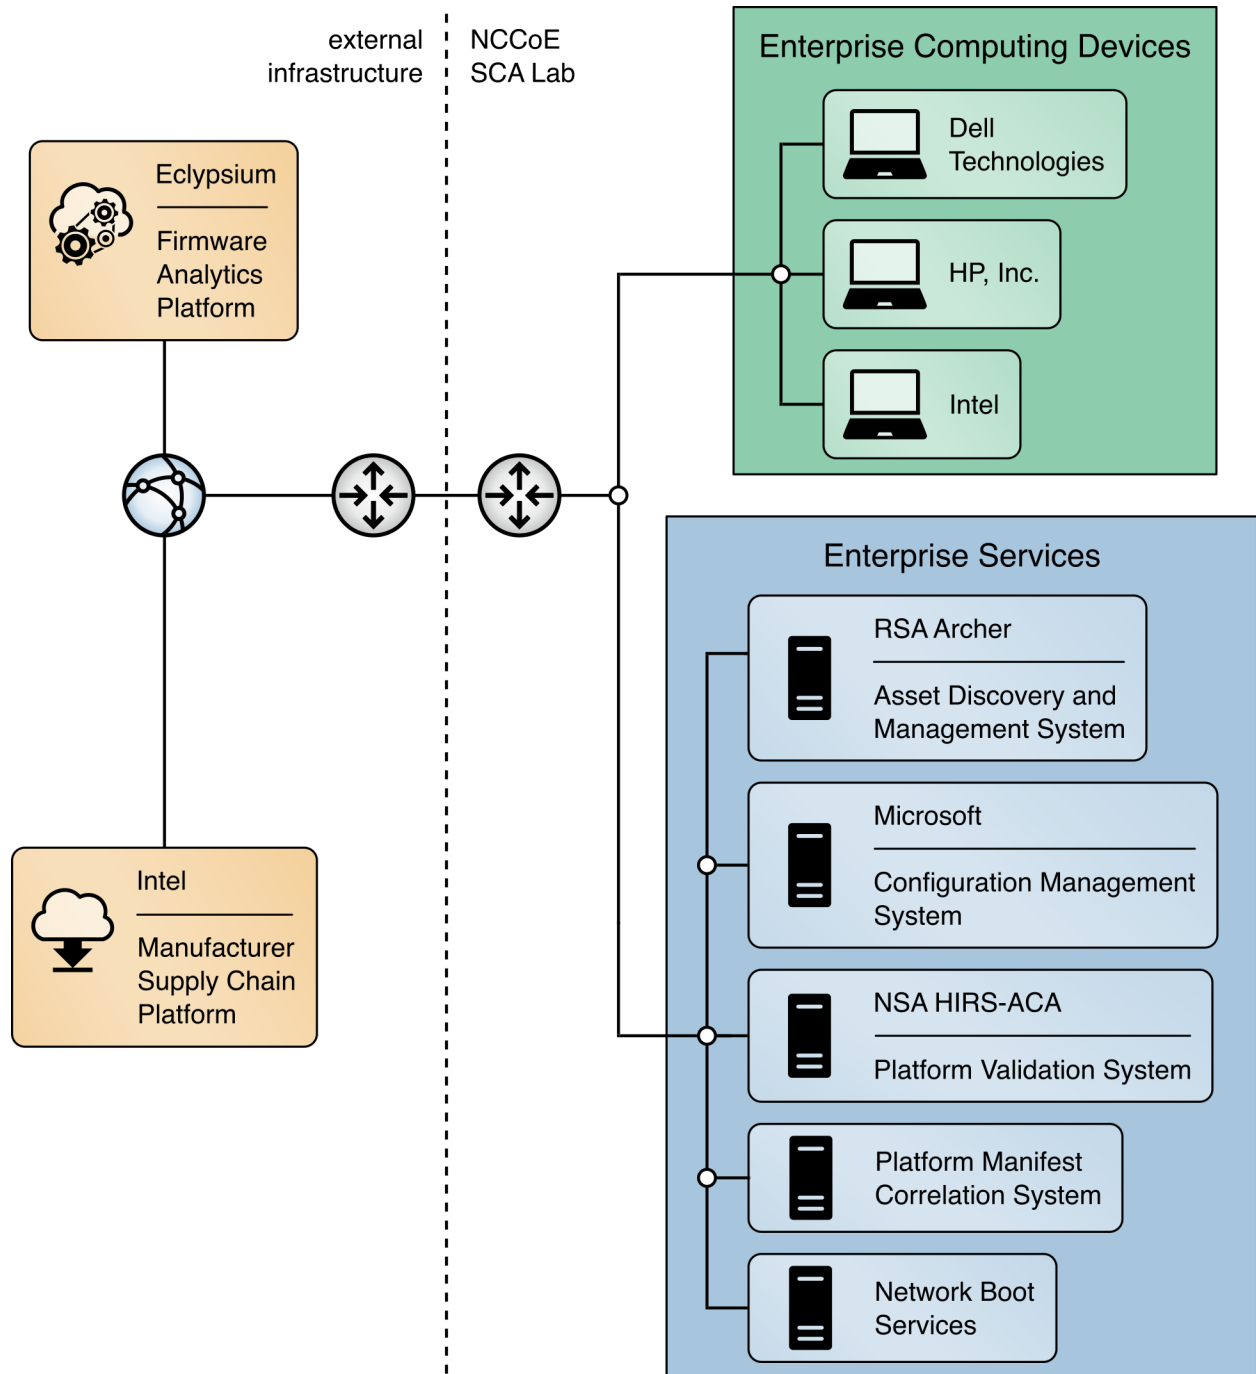 external
infrastructure
NCCoE
SCA Lab
Eclypsium
Firmware
Analytics
Platform
Intel
Manufacturer
Supply Chain
Platform
Enterprise Computing Devices
Dell
Technologies
HP, Inc.
Intel
Enterprise Services
RSA Archer
Asset Discovery and
Management System
Microsoft
Configuration Management
System
NSA HIRS-ACA
Platform Validation System
Platform Manifest
Correlation System
Network Boot
Services